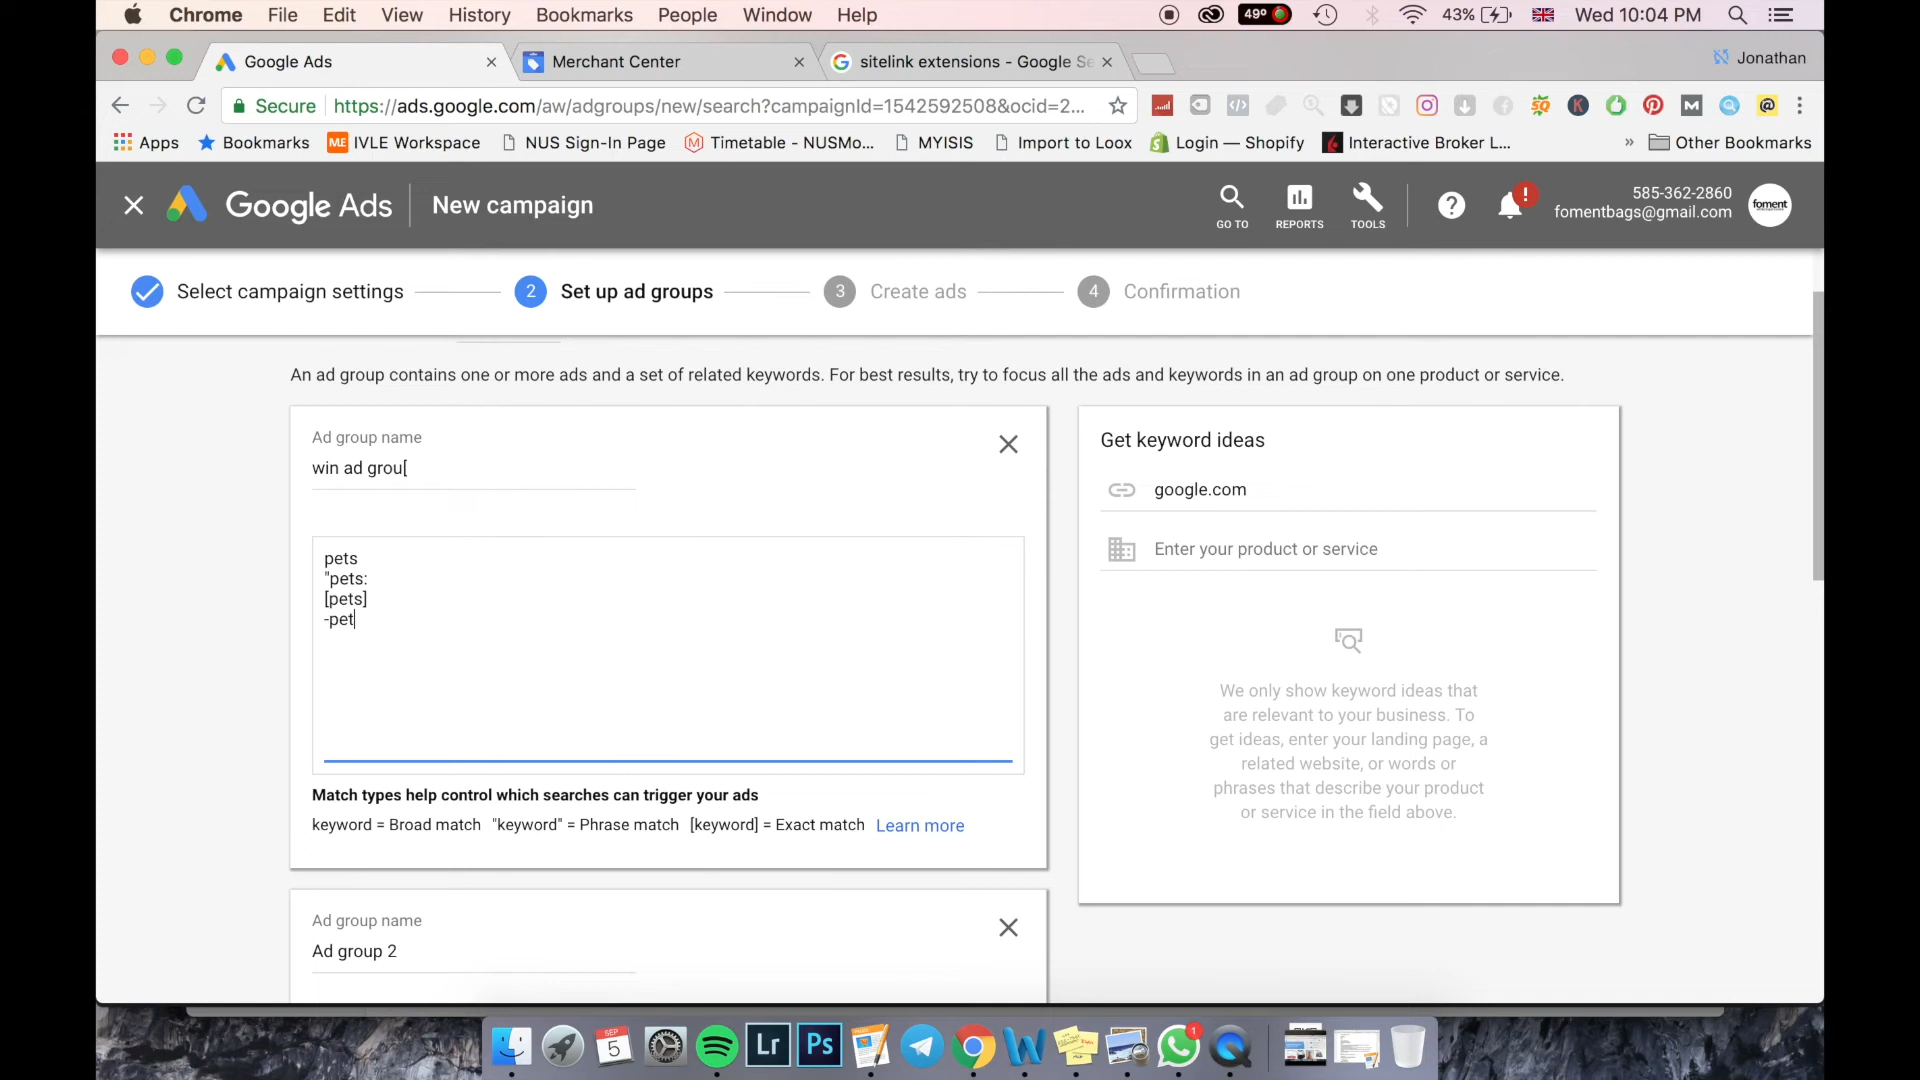 Chrome File Edit View History Bookmarks People Window Help 49º 43% Wed 10:04 PM
Google Ads Merchant Center sitelink extensions - Google Se Jonathan
Secure https://ads.google.com/aw/adgroups/new/search?campaignId=1542592508&ocid=2...
Apps Bookmarks IVLE Workspace NUS Sign-In Page Timetable - NUSMo... MYISIS Import to Loox Login — Shopify Interactive Broker L... » Other Bookmarks
Google Ads New campaign
GO TO REPORTS TOOLS
585-362-2860
fomentbags@gmail.com
foment
Select campaign settings 2 Set up ad groups 3 Create ads 4 Confirmation
An ad group contains one or more ads and a set of related keywords. For best results, try to focus all the ads and keywords in an ad group on one product or service.
Ad group name
win ad grou[
pets
"pets:
[pets]
-pet
Match types help control which searches can trigger your ads
keyword = Broad match "keyword" = Phrase match [keyword] = Exact match Learn more
Ad group name
Ad group 2
Get keyword ideas
google.com
Enter your product or service
We only show keyword ideas that
are relevant to your business. To
get ideas, enter your landing page, a
related website, or words or
phrases that describe your product
or service in the field above.
SEP
5
Lr Ps 1